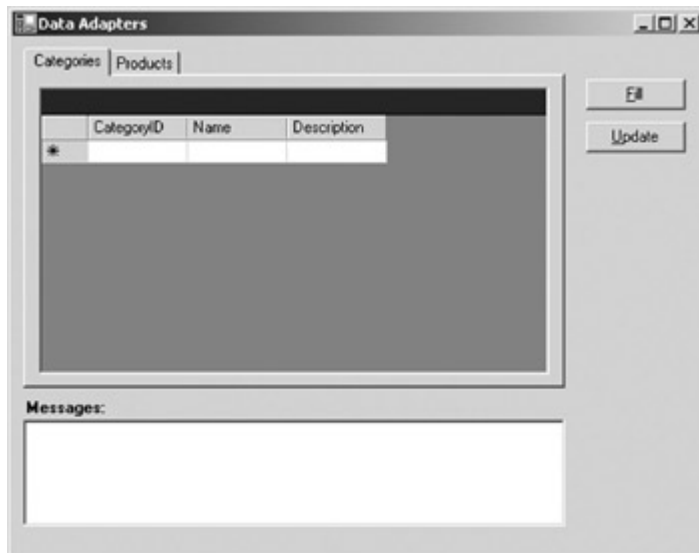 Data Adapters
Categories Products
Fill
CategoryID Name Description
Update
Messages: